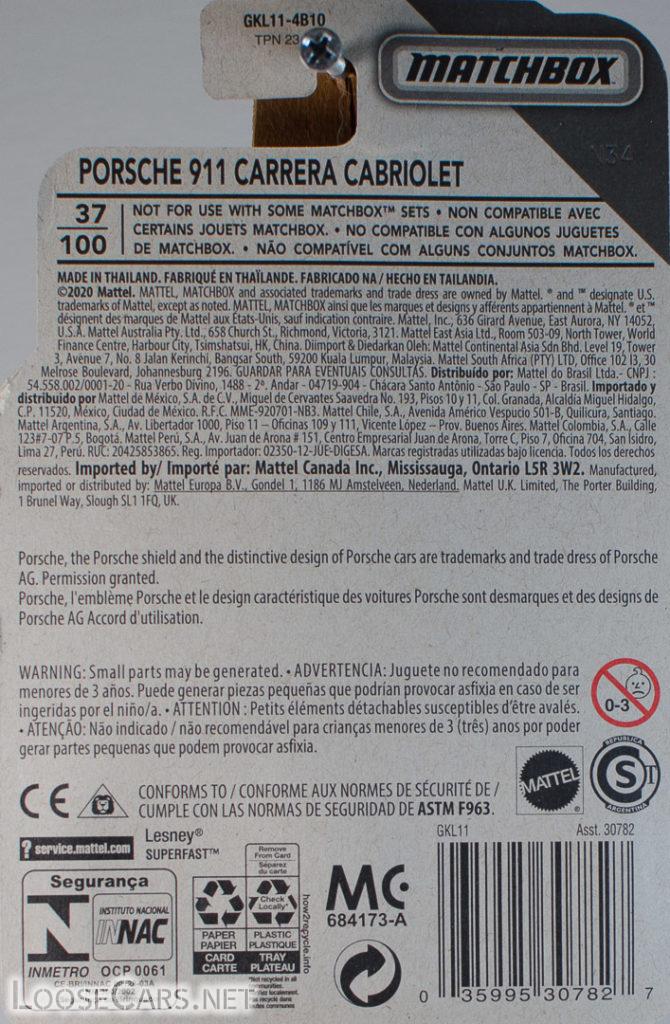 GKL11-4B10
TPN 23
MATCHBOX
V34
PORSCHE 911 CARRERA CABRIOLET
37
100
NOT FOR USE WITH SOME MATCHBOX™ SETS • NON COMPATIBLE AVEC
CERTAINS JOUETS MATCHBOX. • NO COMPATIBLE CON ALGUNOS JUGUETES
DE MATCHBOX. • NÃO COMPATÍVEL COM ALGUNS CONJUNTOS MATCHBOX.
MADE IN THAILAND. FABRIQUÉ EN THAÏLANDE. FABRICADO NA / HECHO EN TAILANDIA.
©2020 Mattel. MATTEL, MATCHBOX and associated trademarks and trade dress are owned by Mattel. ® and ™ designate U.S.
trademarks of Mattel, except as noted. MATTEL, MATCHBOX ainsi que les marques et designs y afférents appartiennent à Mattel. ® et ™
désignent des marques de Mattel aux États-Unis, sauf indication contraire. Mattel, Inc., 636 Girard Avenue, East Aurora, NY 14052,
U.S.A. Mattel Australia Pty. Ltd., 658 Church St., Richmond, Victoria, 3121. Mattel East Asia Ltd., Room 503-09, North Tower, World
Finance Centre, Harbour City, Tsimshatsui, HK, China. Diimport & Diedarkan Oleh: Mattel Continental Asia Sdn Bhd. Level 19, Tower
3, Avenue 7, No. 8 Jalan Kerinchi, Bangsar South, 59200 Kuala Lumpur, Malaysia. Mattel South Africa (PTY) LTD, Office 102 I3, 30
Melrose Boulevard, Johannesburg 2196. GUARDAR PARA EVENTUAIS CONSULTAS. Distribuído por: Mattel do Brasil Ltda.- CNPJ :
54.558.002/0001-20 - Rua Verbo Divino, 1488 - 2º. Andar - 04719-904 - Chácara Santo Antônio - São Paulo - SP - Brasil. Importado y
distribuido por Mattel de México, S.A. de C.V., Miguel de Cervantes Saavedra No. 193, Pisos 10 y 11, Col. Granada, Alcaldía Miguel Hidalgo,
C.P. 11520, México, Ciudad de México. R.F.C. MME-920701-NB3. Mattel Chile, S.A., Avenida Américo Vespucio 501-B, Quilicura, Santiago.
Mattel Argentina, S.A., Av. Libertador 1000, Piso 11 – Oficinas 109 y 111, Vicente López – Prov. Buenos Aires. Mattel Colombia, S.A., Calle
123#7-07 P.5, Bogotá. Mattel Perú, S.A., Av. Juan de Arona # 151, Centro Empresarial Juan de Arona, Torre C, Piso 7, Oficina 704, San Isidro,
Lima 27, Perú. RUC: 20425853865. Reg. Importador: 02350-12-JUE-DIGESA. Marcas registradas utilizadas bajo licencia. Todos los derechos
reservados. Imported by/ Importé par: Mattel Canada Inc., Mississauga, Ontario L5R 3W2. Manufactured,
imported or distributed by: Mattel Europa B.V., Gondel 1, 1186 MJ Amstelveen, Nederland. Mattel U.K. Limited, The Porter Building,
1 Brunel Way, Slough SL1 1FQ, UK.
Porsche, the Porsche shield and the distinctive design of Porsche cars are trademarks and trade dress of Porsche
AG. Permission granted.
Porsche, l'emblème Porsche et le design caractéristique des voitures Porsche sont desmarques et des designs de
Porsche AG Accord d'utilisation.
WARNING: Small parts may be generated. • ADVERTENCIA: Juguete no recomendado para
menores de 3 años. Puede generar piezas pequeñas que podrían provocar asfixia en caso de ser
ingeridas por el niño/a. • ATTENTION : Petits éléments détachables susceptibles d'être avalés.
• ATENÇÃO: Não indicado / não recomendável para crianças menores de 3 (três) anos por poder
gerar partes pequenas que podem provocar asfixia.
0-3
CE
CONFORMS TO / CONFORME AUX NORMES DE SÉCURITÉ DE /
CUMPLE CON LAS NORMAS DE SEGURIDAD DE ASTM F963.
MATTEL
REPUBLICA
ST
ARGENTINA
? service.mattel.com
Lesney®
SUPERFAST™
GKL11
Asst. 30782
Segurança
N
INMETRO
INSTITUTO NACIONAL
INNAC
OCP 0061
Remove
From Card
Séparez
du carte
Check
Locally*
PAPER
PAPIER
PLASTIC
PLASTIQUE
CARD
CARTE
TRAY
PLATEAU
*Not recycled in all
communities
how2recycle.info
MC
684173-A
0 35995 30782 7
LOOSECARS.NET